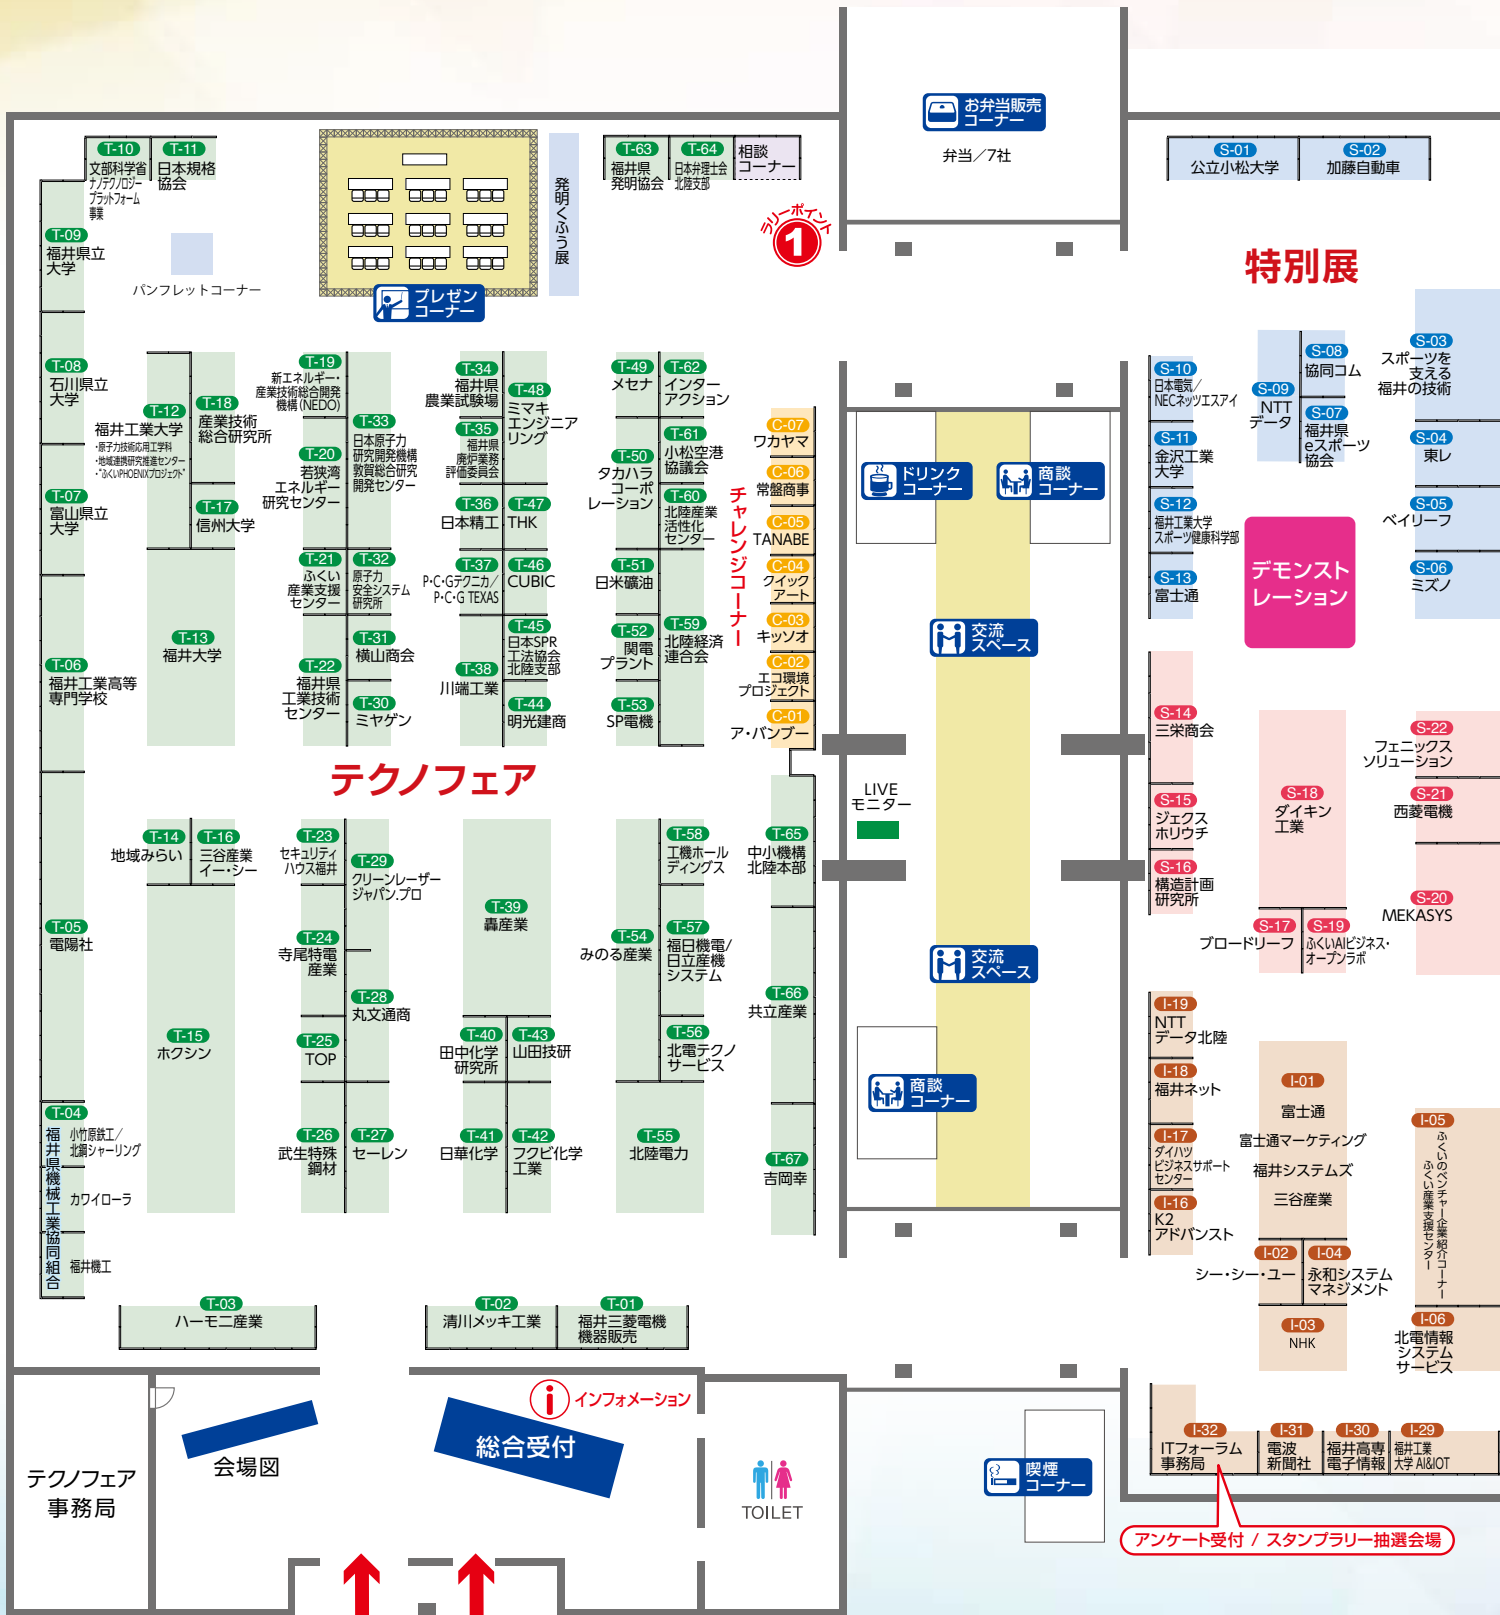 お弁当販売
コーナー
弁当／7社
T-10
文部科学省
ナノテクノロジー
プラットフォーム
事業
T-11
日本規格
協会
発明くふう展
プレゼン
コーナー
T-63
福井県
発明協会
T-64
日本弁理士会
北陸支部
相談
コーナー
ラリーポイント
1
S-01
公立小松大学
S-02
加藤自動車
特別展
T-09
福井県立
大学
パンフレットコーナー
T-08
石川県立
大学
T-07
富山県立
大学
T-06
福井工業高等
専門学校
T-05
電陽社
T-04
福井県機械工業協同組合
小竹原鉄工／
北鋼シャーリング
カワイローラ
福井機工
T-12
福井工業大学
・原子力技術応用工学科
・地域連携研究推進センター
・"ふくいPHOENIXプロジェクト"
T-18
産業技術
総合研究所
T-17
信州大学
T-13
福井大学
T-19
新エネルギー・
産業技術総合開発
機構(NEDO)
T-20
若狭湾
エネルギー
研究センター
T-21
ふくい
産業支援
センター
T-22
福井県
工業技術
センター
T-33
日本原子力
研究開発機構
敦賀総合研究
開発センター
T-32
原子力
安全システム
研究所
T-31
横山商会
T-30
ミヤゲン
T-34
福井県
農業試験場
T-35
福井県
廃炉業務
評価委員会
T-36
日本精工
T-37
P・C・Gテクニカ／
P・C・G TEXAS
T-38
川端工業
T-48
ミマキ
エンジニア
リング
T-47
THK
T-46
CUBIC
T-45
日本SPR
工法協会
北陸支部
T-44
明光建商
T-49
メセナ
T-50
タカハラ
コーポ
レーション
T-51
日米礦油
T-52
関電
プラント
T-53
SP電機
T-62
インター
アクション
T-61
小松空港
協議会
T-60
北陸産業
活性化
センター
T-59
北陸経済
連合会
チャレンジコーナー
C-07
ワカヤマ
C-06
常盤商事
C-05
TANABE
C-04
クイック
アート
C-03
キッソオ
C-02
エコ環境
プロジェクト
C-01
ア・バンブー
ドリンク
コーナー
商談
コーナー
交流
スペース
LIVE
モニター
交流
スペース
商談
コーナー
S-10
日本電気／
NECネッツエスアイ
S-11
金沢工業
大学
S-12
福井工業大学
スポーツ健康科学部
S-13
富士通
S-09
NTT
データ
S-08
協同コム
S-07
福井県
eスポーツ
協会
S-03
スポーツを
支える
福井の技術
S-04
東レ
S-05
ベイリーフ
S-06
ミズノ
デモンスト
レーション
テクノフェア
T-14
地域みらい
T-16
三谷産業
イー・シー
T-15
ホクシン
T-23
セキュリティ
ハウス福井
T-24
寺尾特電
産業
T-25
TOP
T-26
武生特殊
鋼材
T-29
クリーンレーザー
ジャパン.プロ
T-28
丸文通商
T-27
セーレン
T-39
轟産業
T-40
田中化学
研究所
T-43
山田技研
T-41
日華化学
T-42
フクビ化学
工業
T-54
みのる産業
T-58
工機ホール
ディングス
T-57
福日機電/
日立産機
システム
T-56
北電テクノ
サービス
T-55
北陸電力
T-65
中小機構
北陸本部
T-66
共立産業
T-67
吉岡幸
S-14
三栄商会
S-15
ジェクス
ホリウチ
S-16
構造計画
研究所
S-18
ダイキン
工業
S-17
ブロードリーフ
S-19
ふくいAIビジネス・
オープンラボ
S-22
フェニックス
ソリューション
S-21
西菱電機
S-20
MEKASYS
I-19
NTT
データ北陸
I-18
福井ネット
I-17
ダイハツ
ビジネスサポート
センター
I-16
K2
アドバンスト
I-01
富士通
富士通マーケティング
福井システムズ
三谷産業
I-02
シー・シー・ユー
I-04
永和システム
マネジメント
I-03
NHK
I-05
ふくいのベンチャー企業紹介コーナー
ふくい産業支援センター
I-06
北電情報
システム
サービス
T-03
ハーモニ産業
T-02
清川メッキ工業
T-01
福井三菱電機
機器販売
インフォメーション
総合受付
会場図
テクノフェア
事務局
TOILET
喫煙
コーナー
I-32
ITフォーラム
事務局
I-31
電波
新聞社
I-30
福井高専
電子情報
I-29
福井工業
大学 AI&IOT
アンケート受付 / スタンプラリー抽選会場